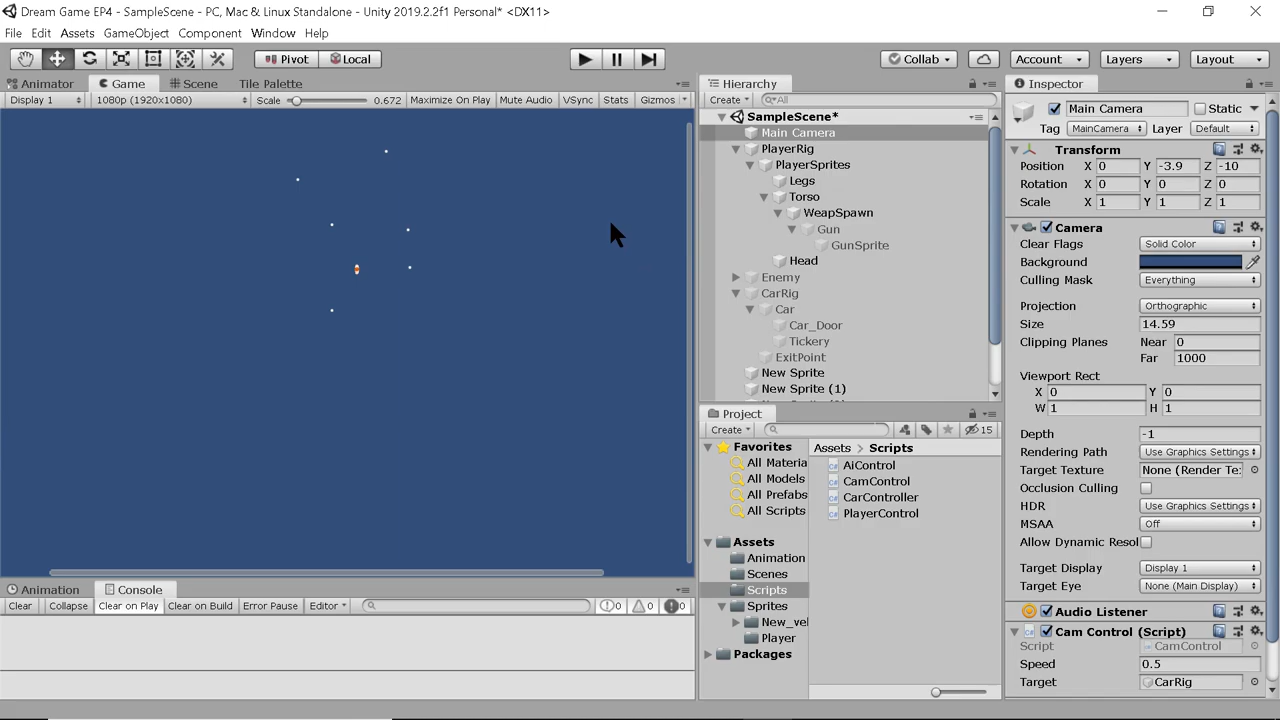 Dream Game EP4 - SampleScene - PC, Mac & Linux Standalone - Unity 2019.2.2f1 Personal* <DX11>
File Edit Assets GameObject Component Window Help
Pivot Local Collab Account Layers Layout
Animator Game Scene Tile Palette
Display 1 1080p (1920x1080) Scale 0.672 Maximize On Play Mute Audio VSync Stats Gizmos
Hierarchy
Create All
SampleScene*
Main Camera
PlayerRig
PlayerSprites
Legs
Torso
WeapSpawn
Gun
GunSprite
Head
Enemy
CarRig
Car
Car_Door
Tickery
ExitPoint
New Sprite
New Sprite (1)
Project
Create 15
Favorites
All Materia
All Models
All Prefabs
All Scripts
Assets
Animation
Scenes
Scripts
Sprites
New_vel
Player
Packages
Assets > Scripts
AiControl
CamControl
CarController
PlayerControl
Inspector
Main Camera Static
Tag MainCamera Layer Default
Transform
Position X 0 Y -3.9 Z -10
Rotation X 0 Y 0 Z 0
Scale X 1 Y 1 Z 1
Camera
Clear Flags Solid Color
Background
Culling Mask Everything
Projection Orthographic
Size 14.59
Clipping Planes Near 0
Far 1000
Viewport Rect
X 0 Y 0
W 1 H 1
Depth -1
Rendering Path Use Graphics Settings
Target Texture None (Render Te:
Occlusion Culling
HDR Use Graphics Settings
MSAA Off
Allow Dynamic Resol
Target Display Display 1
Target Eye None (Main Display)
Audio Listener
Cam Control (Script)
Script CamControl
Speed 0.5
Target CarRig
Animation Console
Clear Collapse Clear on Play Clear on Build Error Pause Editor 0 0 0